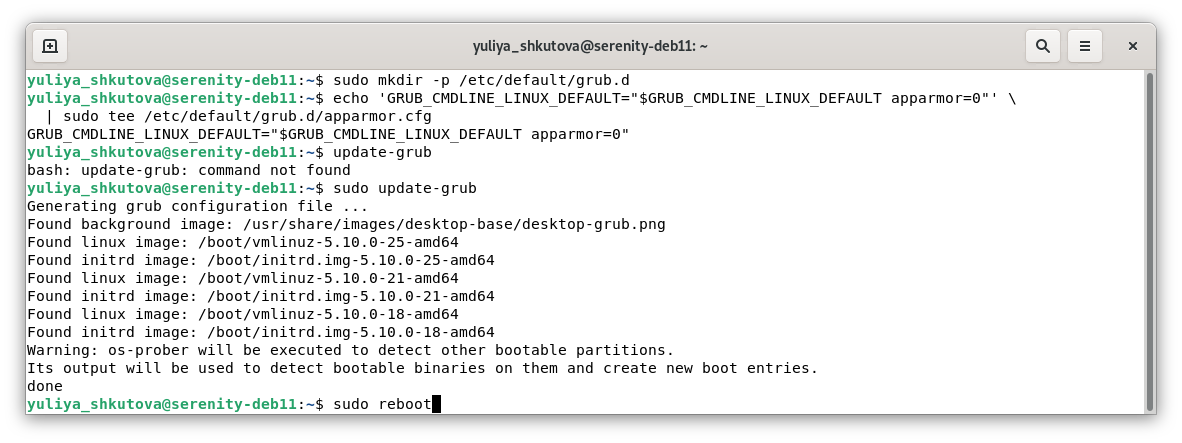 yuliya_shkutova@serenity-deb11: ~
yuliya_shkutova@serenity-deb11:~$ sudo mkdir -p /etc/default/grub.d
yuliya_shkutova@serenity-deb11:~$ echo 'GRUB_CMDLINE_LINUX_DEFAULT="$GRUB_CMDLINE_LINUX_DEFAULT apparmor=0"' \
  | sudo tee /etc/default/grub.d/apparmor.cfg
GRUB_CMDLINE_LINUX_DEFAULT="$GRUB_CMDLINE_LINUX_DEFAULT apparmor=0"
yuliya_shkutova@serenity-deb11:~$ update-grub
bash: update-grub: command not found
yuliya_shkutova@serenity-deb11:~$ sudo update-grub
Generating grub configuration file ...
Found background image: /usr/share/images/desktop-base/desktop-grub.png
Found linux image: /boot/vmlinuz-5.10.0-25-amd64
Found initrd image: /boot/initrd.img-5.10.0-25-amd64
Found linux image: /boot/vmlinuz-5.10.0-21-amd64
Found initrd image: /boot/initrd.img-5.10.0-21-amd64
Found linux image: /boot/vmlinuz-5.10.0-18-amd64
Found initrd image: /boot/initrd.img-5.10.0-18-amd64
Warning: os-prober will be executed to detect other bootable partitions.
Its output will be used to detect bootable binaries on them and create new boot entries.
done
yuliya_shkutova@serenity-deb11:~$ sudo reboot